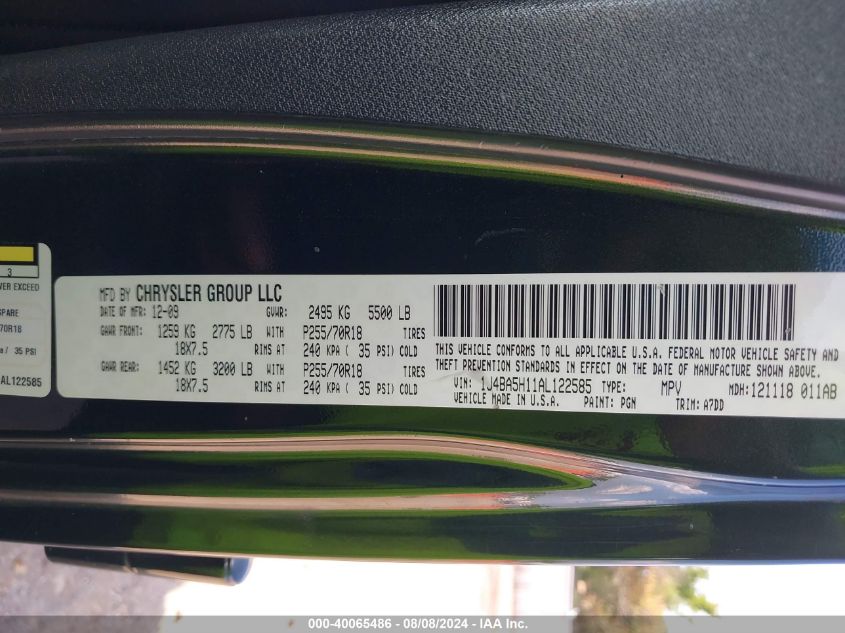 3
WER EXCEED
SPARE
70R18
a / 35 PSI
AL122585
MFD BY CHRYSLER GROUP LLC
DATE OF MFR: 12-09 GVWR: 2495 KG 5500 LB
GAWR FRONT: 1259 KG 2775 LB WITH P255/70R18 TIRES
18X7.5 RIMS AT 240 KPA ( 35 PSI) COLD
GAWR REAR: 1452 KG 3200 LB WITH P255/70R18 TIRES
18X7.5 RIMS AT 240 KPA ( 35 PSI) COLD
THIS VEHICLE CONFORMS TO ALL APPLICABLE U.S.A. FEDERAL MOTOR VEHICLE SAFETY AND
THEFT PREVENTION STANDARDS IN EFFECT ON THE DATE OF MANUFACTURE SHOWN ABOVE.
VIN: 1J4BA5H11AL122585 TYPE: MPV MDH:121118 011AB
VEHICLE MADE IN U.S.A. PAINT: PGN TRIM: A7DD
000-40065486 - 08/08/2024 - IAA Inc.